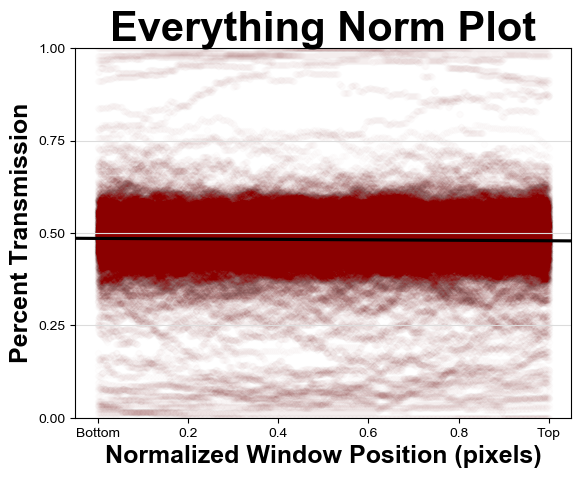 Everything Norm Plot
Percent Transmission
1.00
0.75
0.50
0.25
0.00
Bottom 0.2 0.4 0.6 0.8 Top
Normalized Window Position (pixels)